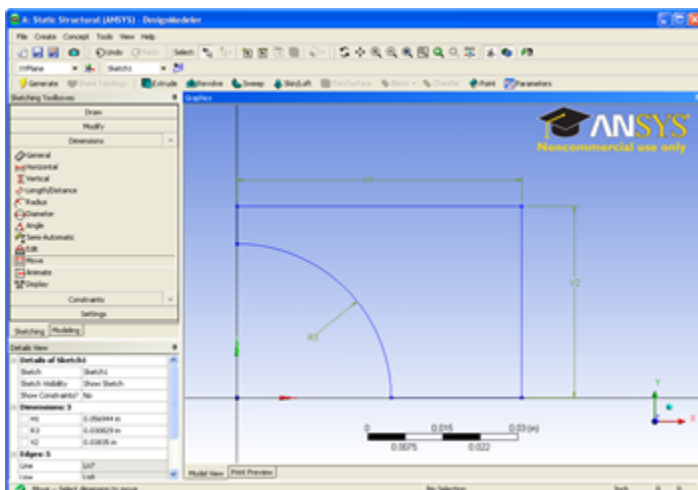 A: Static Structural (ANSYS) - DesignModeler
File Create Concept Tools View Help
Undo Redo Select:
XYPlane Sketch1
Generate Share Topology Extrude Revolve Sweep Skin/Loft Thin/Surface Blend Chamfer Point Parameters
Sketching Toolboxes
Draw
Modify
Dimensions
General
Horizontal
Vertical
Length/Distance
Radius
Diameter
Angle
Semi-Automatic
Edit
Move
Animate
Display
Constraints
Settings
Sketching Modeling
Details View
Details of Sketch1
Sketch Sketch1
Sketch Visibility Show Sketch
Show Constraints? No
Dimensions: 3
H1
R3
V2
Edges: 5
Line Ln7
Line Ln8
Graphics
ANSYS
Noncommercial use only
H1
V2
R3
0 0.015 0.03 (in)
0.0075 0.022
Y
X
Model View Print Preview
Move -- Select dimension to move No Selection Inch 0 0